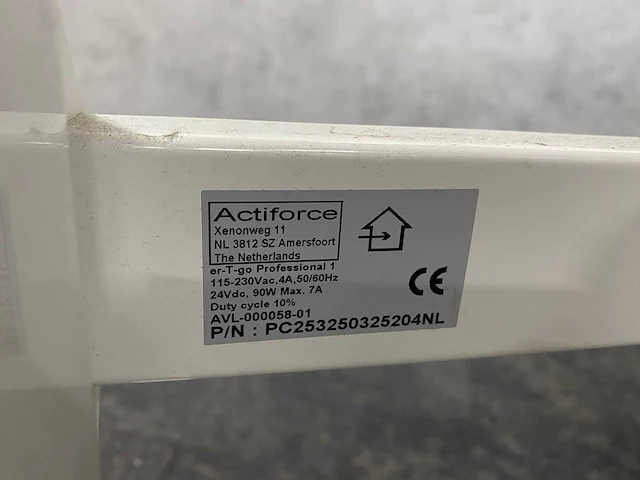 Actiforce
Xenonweg 11
NL 3812 SZ Amersfoort
The Netherlands
er-T-go Professional 1
115-230Vac,4A,50/60Hz
24Vdc, 90W Max. 7A
Duty cycle 10%
AVL-000058-01
P/N : PC253250325204NL
CE